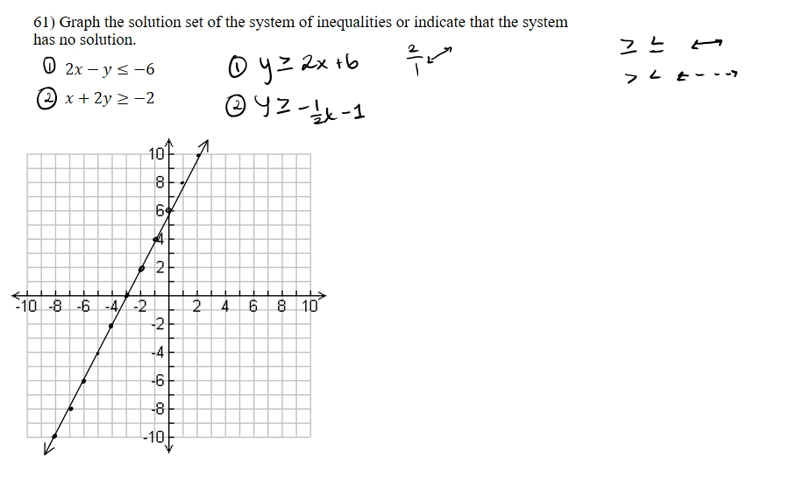 61) Graph the solution set of the system of inequalities or indicate that the system
has no solution.
① 2x − y ≤ −6
② x + 2y ≥ −2
① y ≥ 2x + 6
② y ≥ -1/2x - 1
2/1
≥ ≤
> <
10
8
6
4
2
-10 -8 -6 -4 -2 2 4 6 8 10
-2
-4
-6
-8
-10